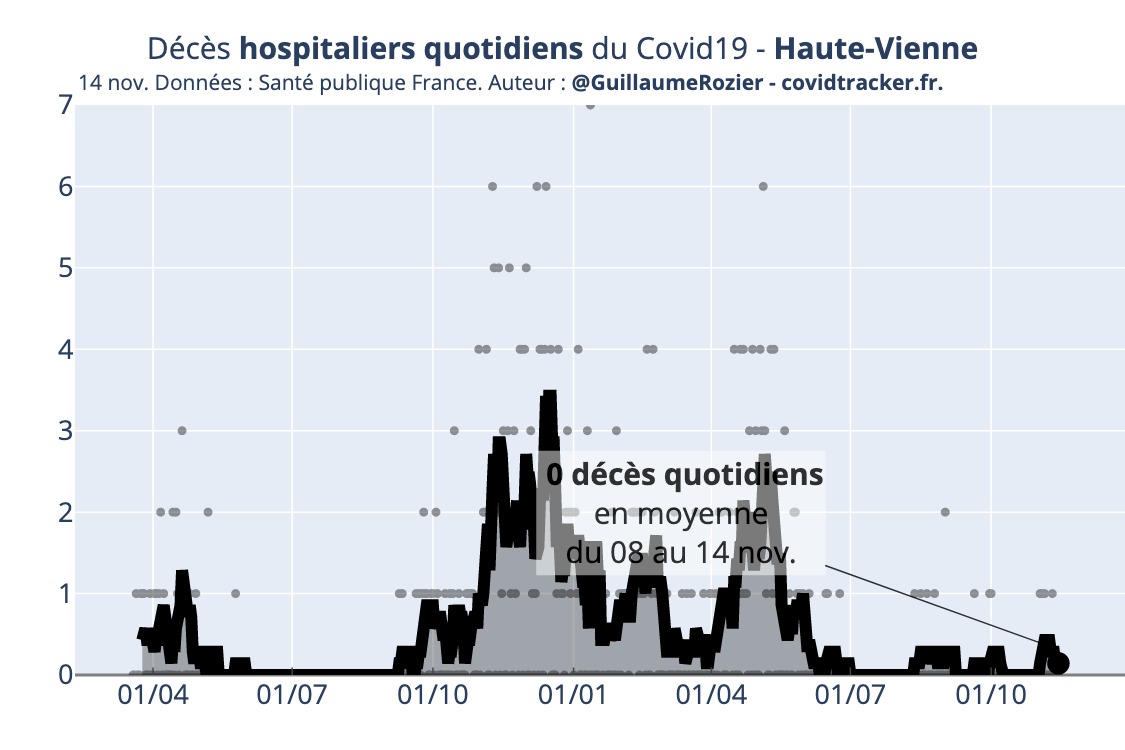 Décès hospitaliers quotidiens du Covid19 - Haute-Vienne
14 nov. Données : Santé publique France. Auteur : @GuillaumeRozier - covidtracker.fr.
7
6
5
4
3
2
1
0
0 décès quotidiens
en moyenne
du 08 au 14 nov.
01/04 01/07 01/10 01/01 01/04 01/07 01/10